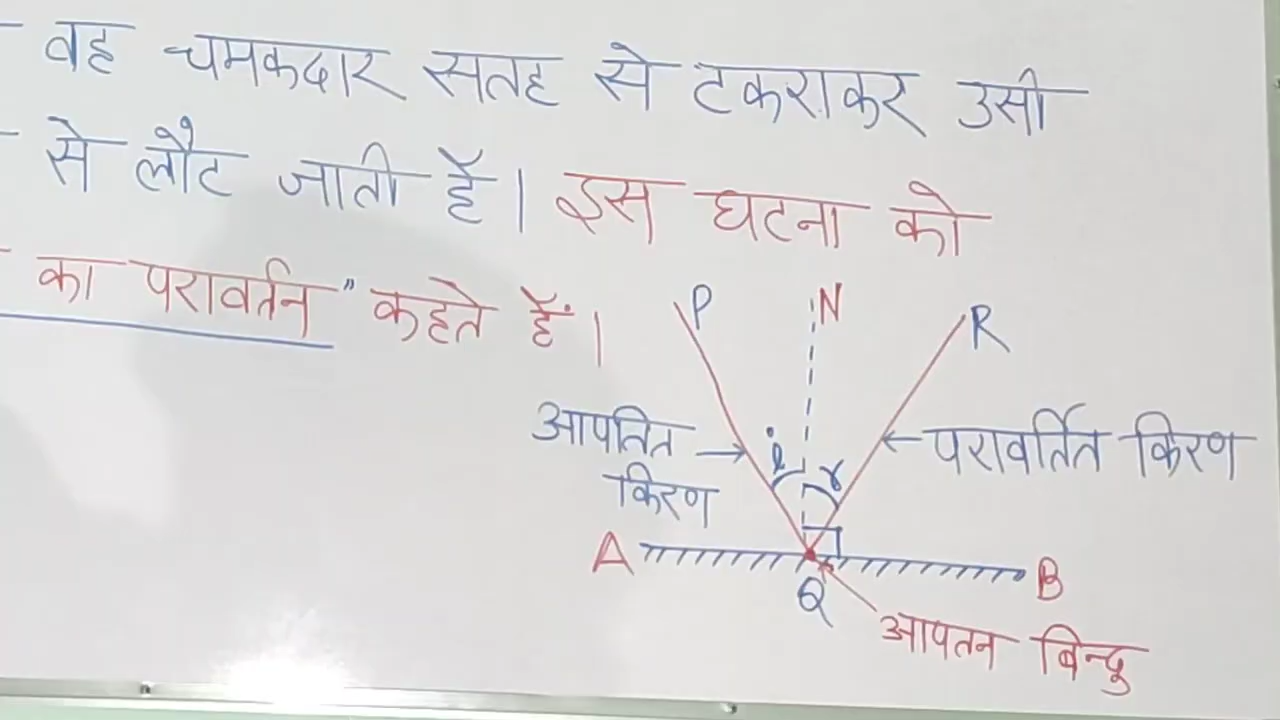 वह चमकदार सतह से टकराकर उसी
से लौट जाती है। इस घटना को
का परावर्तन" कहते हैं।
P N R
आपतित
किरण
i r
परावर्तित किरण
A B
Q
आपतन बिन्दु